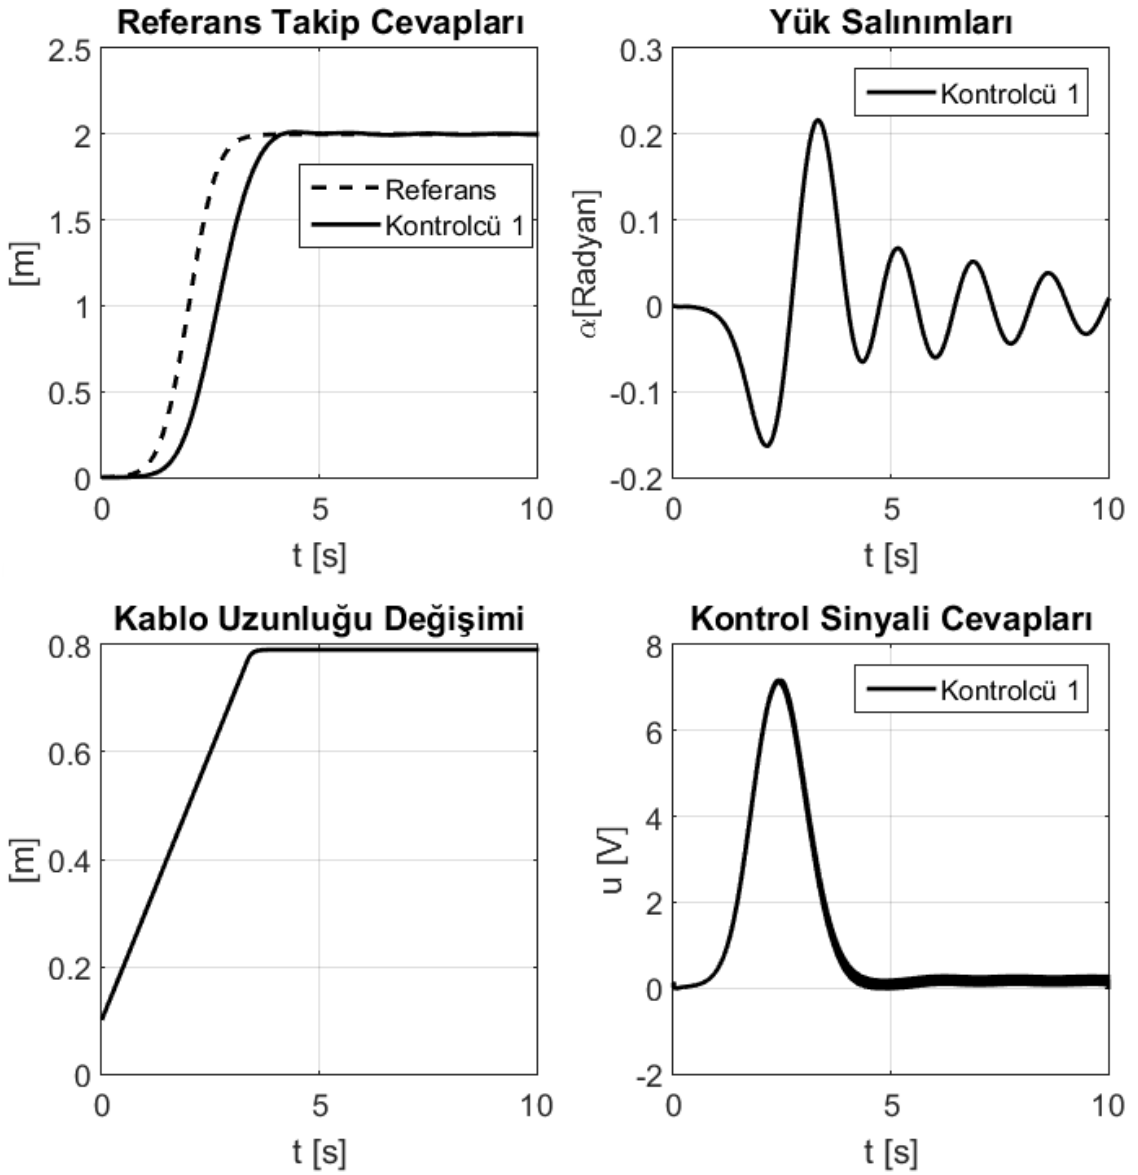 Referans Takip Cevapları
2.5
2
1.5
1
0.5
0
[m]
Referans
Kontrolcü 1
0 5 10
t [s]
Yük Salınımları
0.3
0.2
0.1
0
-0.1
-0.2
α[Radyan]
Kontrolcü 1
0 5 10
t [s]
Kablo Uzunluğu Değişimi
0.8
0.6
0.4
0.2
0
[m]
0 5 10
t [s]
Kontrol Sinyali Cevapları
8
6
4
2
0
-2
u [V]
Kontrolcü 1
0 5 10
t [s]